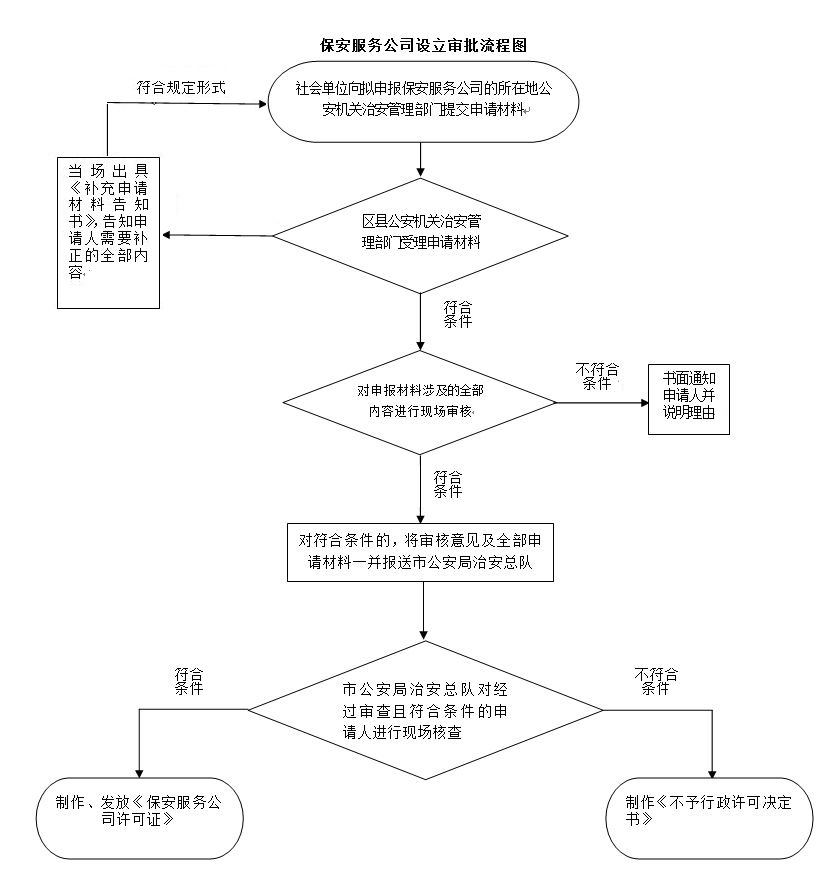 保安服务公司设立审批流程图
符合规定形式
社会单位向拟申报保安服务公司的所在地公
安机关治安管理部门提交申请材料
当场出具
《补充申请
材料告知
书》,告知申
请人需要补
正的全部内
容
区县公安机关治安管
理部门受理申请材料
符合
条件
对申报材料涉及的全部
内容进行现场审核
不符合
条件
书面通知
申请人并
说明理由
符合
条件
对符合条件的，将审核意见及全部申
请材料一并报送市公安局治安总队
符合
条件
市公安局治安总队对经
过审查且符合条件的申
请人进行现场核查
不符合
条件
制作、发放《保安服务公
司许可证》
制作《不予行政许可决定
书》